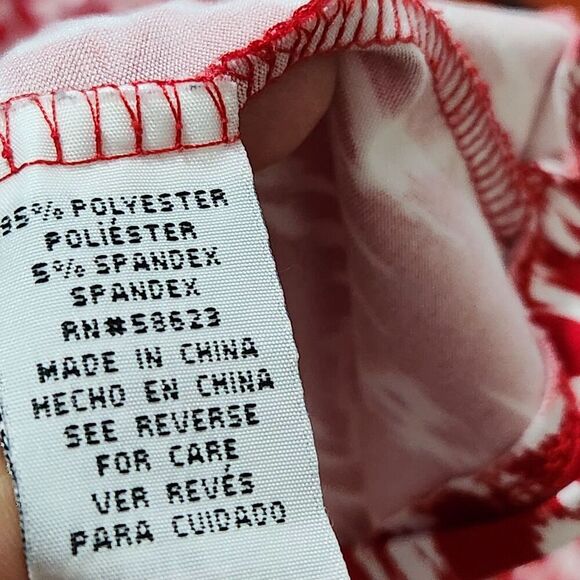 95% POLYESTER
POLIÉSTER
5% SPANDEX
SPANDEX
RN#58623
MADE IN CHINA
HECHO EN CHINA
SEE REVERSE
FOR CARE
VER REVÉS
PARA CUIDADO